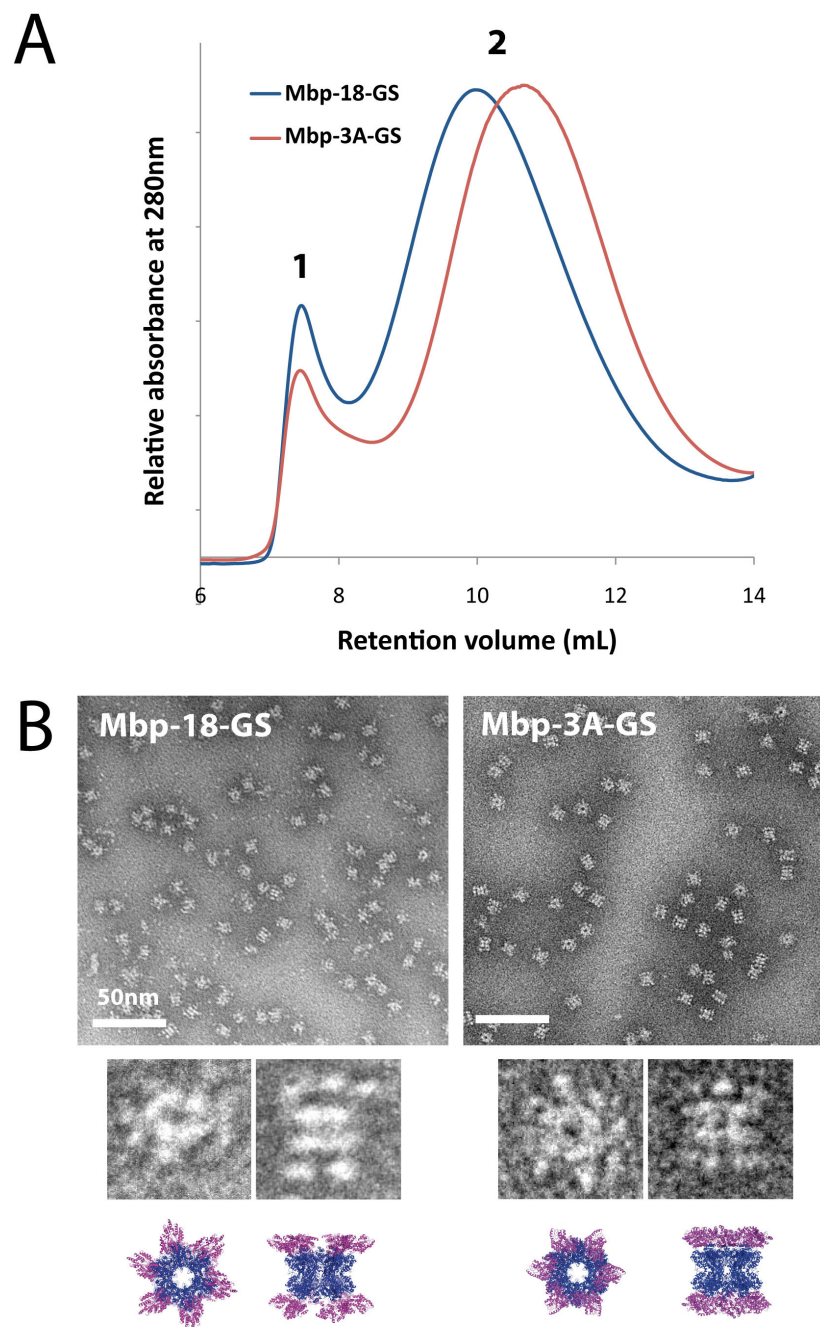 A
1
2
Mbp-18-GS
Mbp-3A-GS
Relative absorbance at 280nm
6
8
10
12
14
Retention volume (mL)
B
Mbp-18-GS
Mbp-3A-GS
50nm